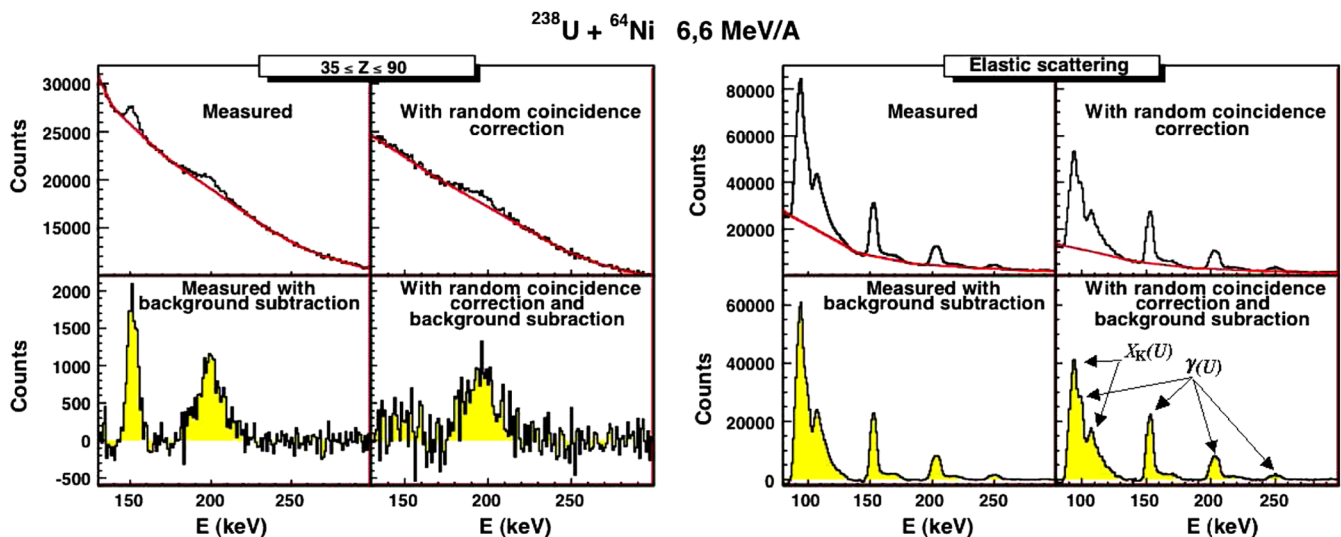 ²³⁸U + ⁶⁴Ni 6,6 MeV/A
35 ≤ Z ≤ 90
Counts
30000
25000
20000
15000
Measured
With random coincidence
correction
Counts
2000
1500
1000
500
0
-500
Measured with
background subtraction
With random coincidence
correction and
background subraction
150 200 250
150 200 250
E (keV)
E (keV)
Elastic scattering
Counts
80000
60000
40000
20000
Measured
With random coincidence
correction
Counts
60000
40000
20000
0
Measured with
background subtraction
With random coincidence
correction and
background subtraction
X_K(U)
γ(U)
100 150 200 250
100 150 200 250
E (keV)
E (keV)